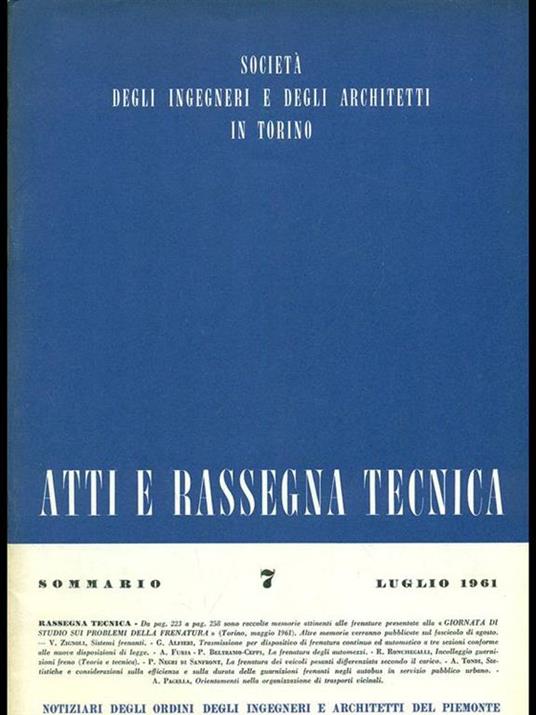 SOCIETÀ
DEGLI INGEGNERI E DEGLI ARCHITETTI
IN TORINO
ATTI E RASSEGNA TECNICA
SOMMARIO 7 LUGLIO 1961
RASSEGNA TECNICA - Da pag. 223 a pag. 258 sono raccolte memorie attinenti alle frenature presentate alla « GIORNATA DI
STUDIO SUI PROBLEMI DELLA FRENATURA » (Torino, maggio 1961). Altre memorie verranno pubblicate sul fascicolo di agosto.
— V. ZIGNOLI, Sistemi frenanti. - G. ALFIERI, Trasmissione per dispositivo di frenatura continuo ed automatico a tre sezioni conforme
alle nuove disposizioni di legge. - A. FURIA - P. BELTRAMO-CEPPI, La frenatura degli automezzi. - R. RONCHEGALLI, Incolleggio guarni-
zioni freno (Teoria e tecnica). - P. NEGRI DI SANFRONT, La frenatura dei veicoli pesanti differenziata secondo il carico. - A. TONDI, Sta-
tistiche e considerazioni sulla efficienza e sulla durata delle guarnizioni frenanti negli autobus in servizio pubblico urbano. -
A. PACELLA, Orientamenti nella organizzazione di trasporti vicinali.
NOTIZIARI DEGLI ORDINI DEGLI INGEGNERI E ARCHITETTI DEL PIEMONTE